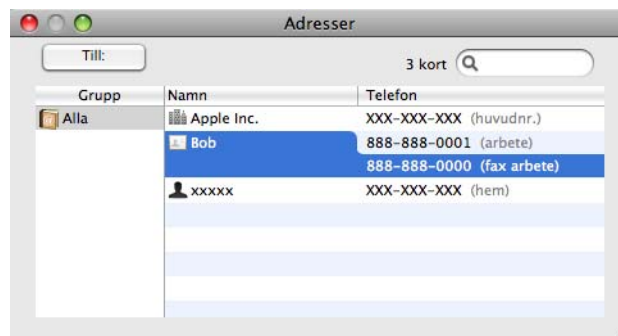 Adresser
Till:
3 kort
Grupp Namn Telefon
Alla Apple Inc. XXX-XXX-XXX (huvudnr.)
Bob 888-888-0001 (arbete)
888-888-0000 (fax arbete)
xxxxx XXX-XXX-XXX (hem)